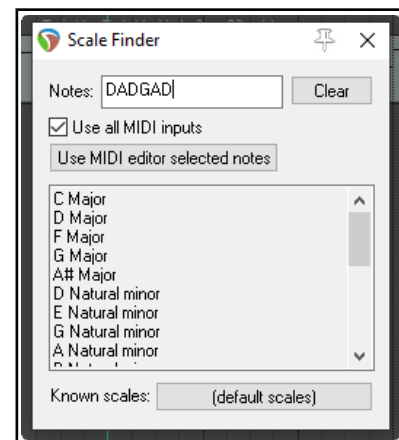 Scale Finder
Notes: DADGAD Clear
Use all MIDI inputs
Use MIDI editor selected notes
C Major
D Major
F Major
G Major
A# Major
D Natural minor
E Natural minor
G Natural minor
A Natural minor
Known scales: (default scales)